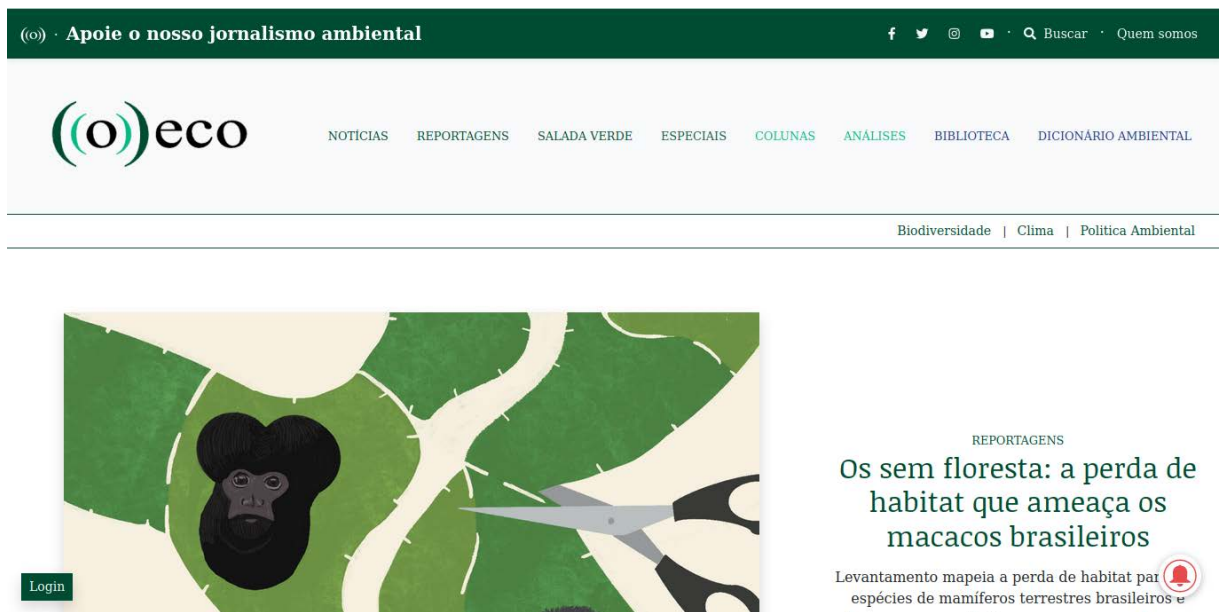 ((o)) · Apoie o nosso jornalismo ambiental
· Buscar · Quem somos
((o))eco
NOTÍCIAS REPORTAGENS SALADA VERDE ESPECIAIS COLUNAS ANÁLISES BIBLIOTECA DICIONÁRIO AMBIENTAL
Biodiversidade | Clima | Politica Ambiental
REPORTAGENS
Os sem floresta: a perda de
habitat que ameaça os
macacos brasileiros
Levantamento mapeia a perda de habitat
espécies de mamíferos terrestres brasileiros e
Login